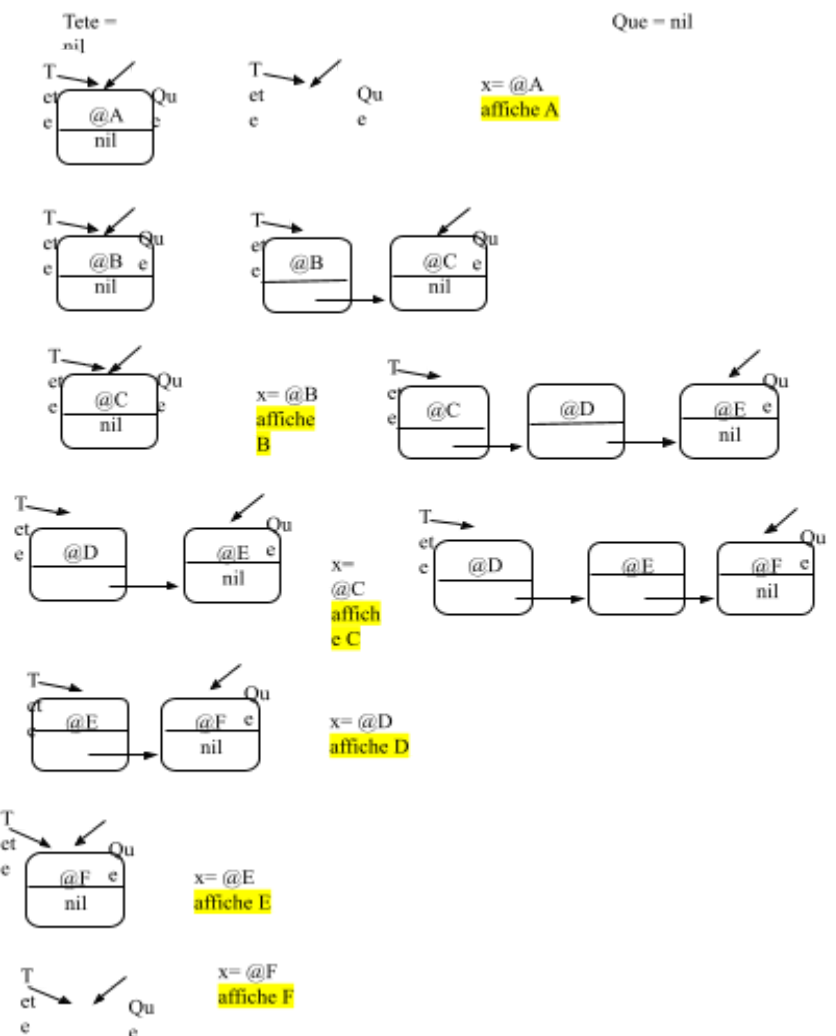 Tete =
nil
Que = nil
T
et
e
@A
nil
Qu
e
T
et
e
Qu
e
x= @A
affiche A
T
et
e
@B
nil
Qu
e
T
et
e
@B
@C
nil
Qu
e
T
et
e
@C
nil
Qu
e
x= @B
affiche
B
T
et
e
@C
@D
@E
nil
Qu
e
T
et
e
@D
@E
nil
Qu
e
x=
@C
affich
e C
T
et
e
@D
@E
@F
nil
Qu
e
T
et
e
@E
@F
nil
Qu
e
x= @D
affiche D
T
et
e
@F
nil
Qu
e
x= @E
affiche E
T
et
e
Qu
e
x= @F
affiche F